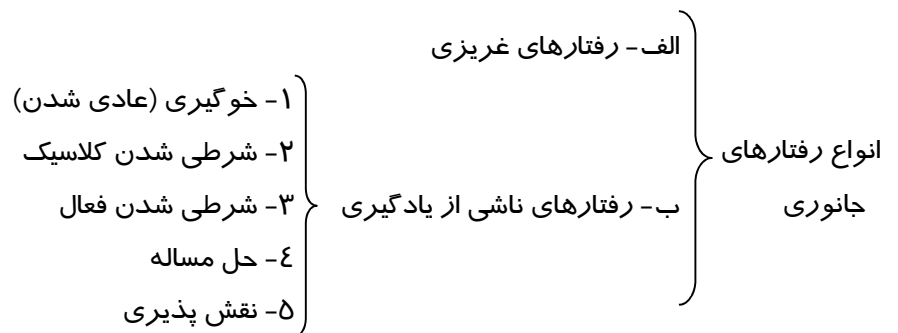 انواع رفتارهای
جانوری
الف- رفتارهای غریزی
ب- رفتارهای ناشی از یادگیری
۱- خوگیری (عادی شدن)
۲- شرطی شدن کلاسیک
۳- شرطی شدن فعال
٤- حل مساله
۵- نقش پذیری